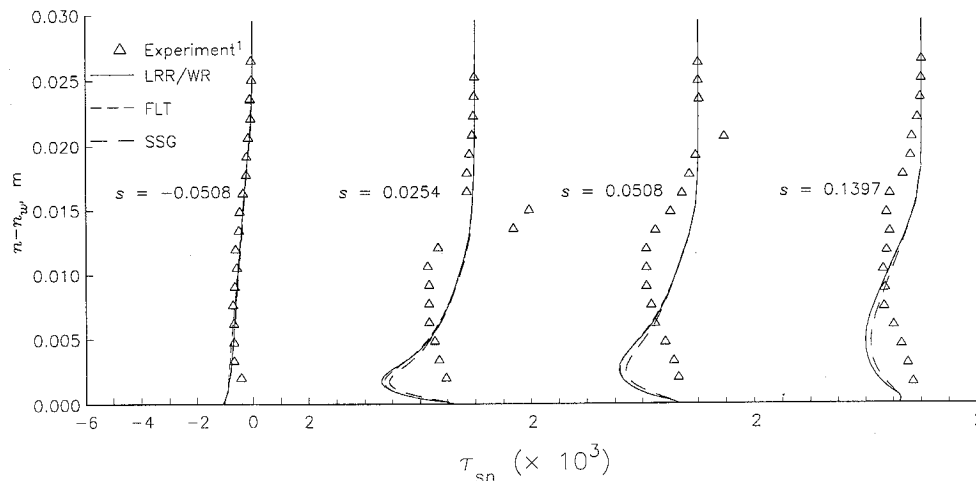 0.030
0.025
0.020
0.015
0.010
0.005
0.000
n−n_w, m
Experiment¹
LRR/WR
FLT
SSG
s = −0.0508
s = 0.0254
s = 0.0508
s = 0.1397
−6 −4 −2 0 2 2 2
τ_sn (× 10³)